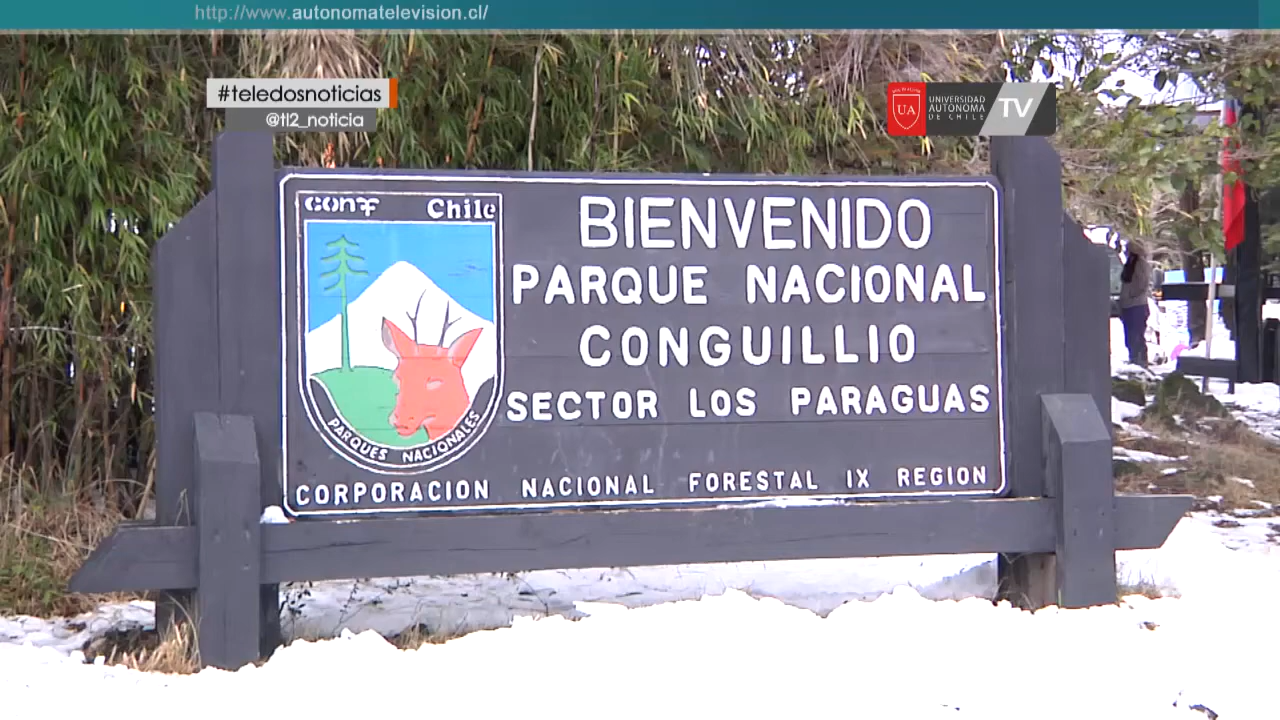 http://www.autonomatelevision.cl/
#teledosnoticias
@tl2_noticia
UA
UNIVERSIDAD
AUTONOMA
DE CHILE
TV
conaf Chile
PARQUES NACIONALES
BIENVENIDO
PARQUE NACIONAL
CONGUILLIO
SECTOR LOS PARAGUAS
CORPORACION NACIONAL FORESTAL IX REGION